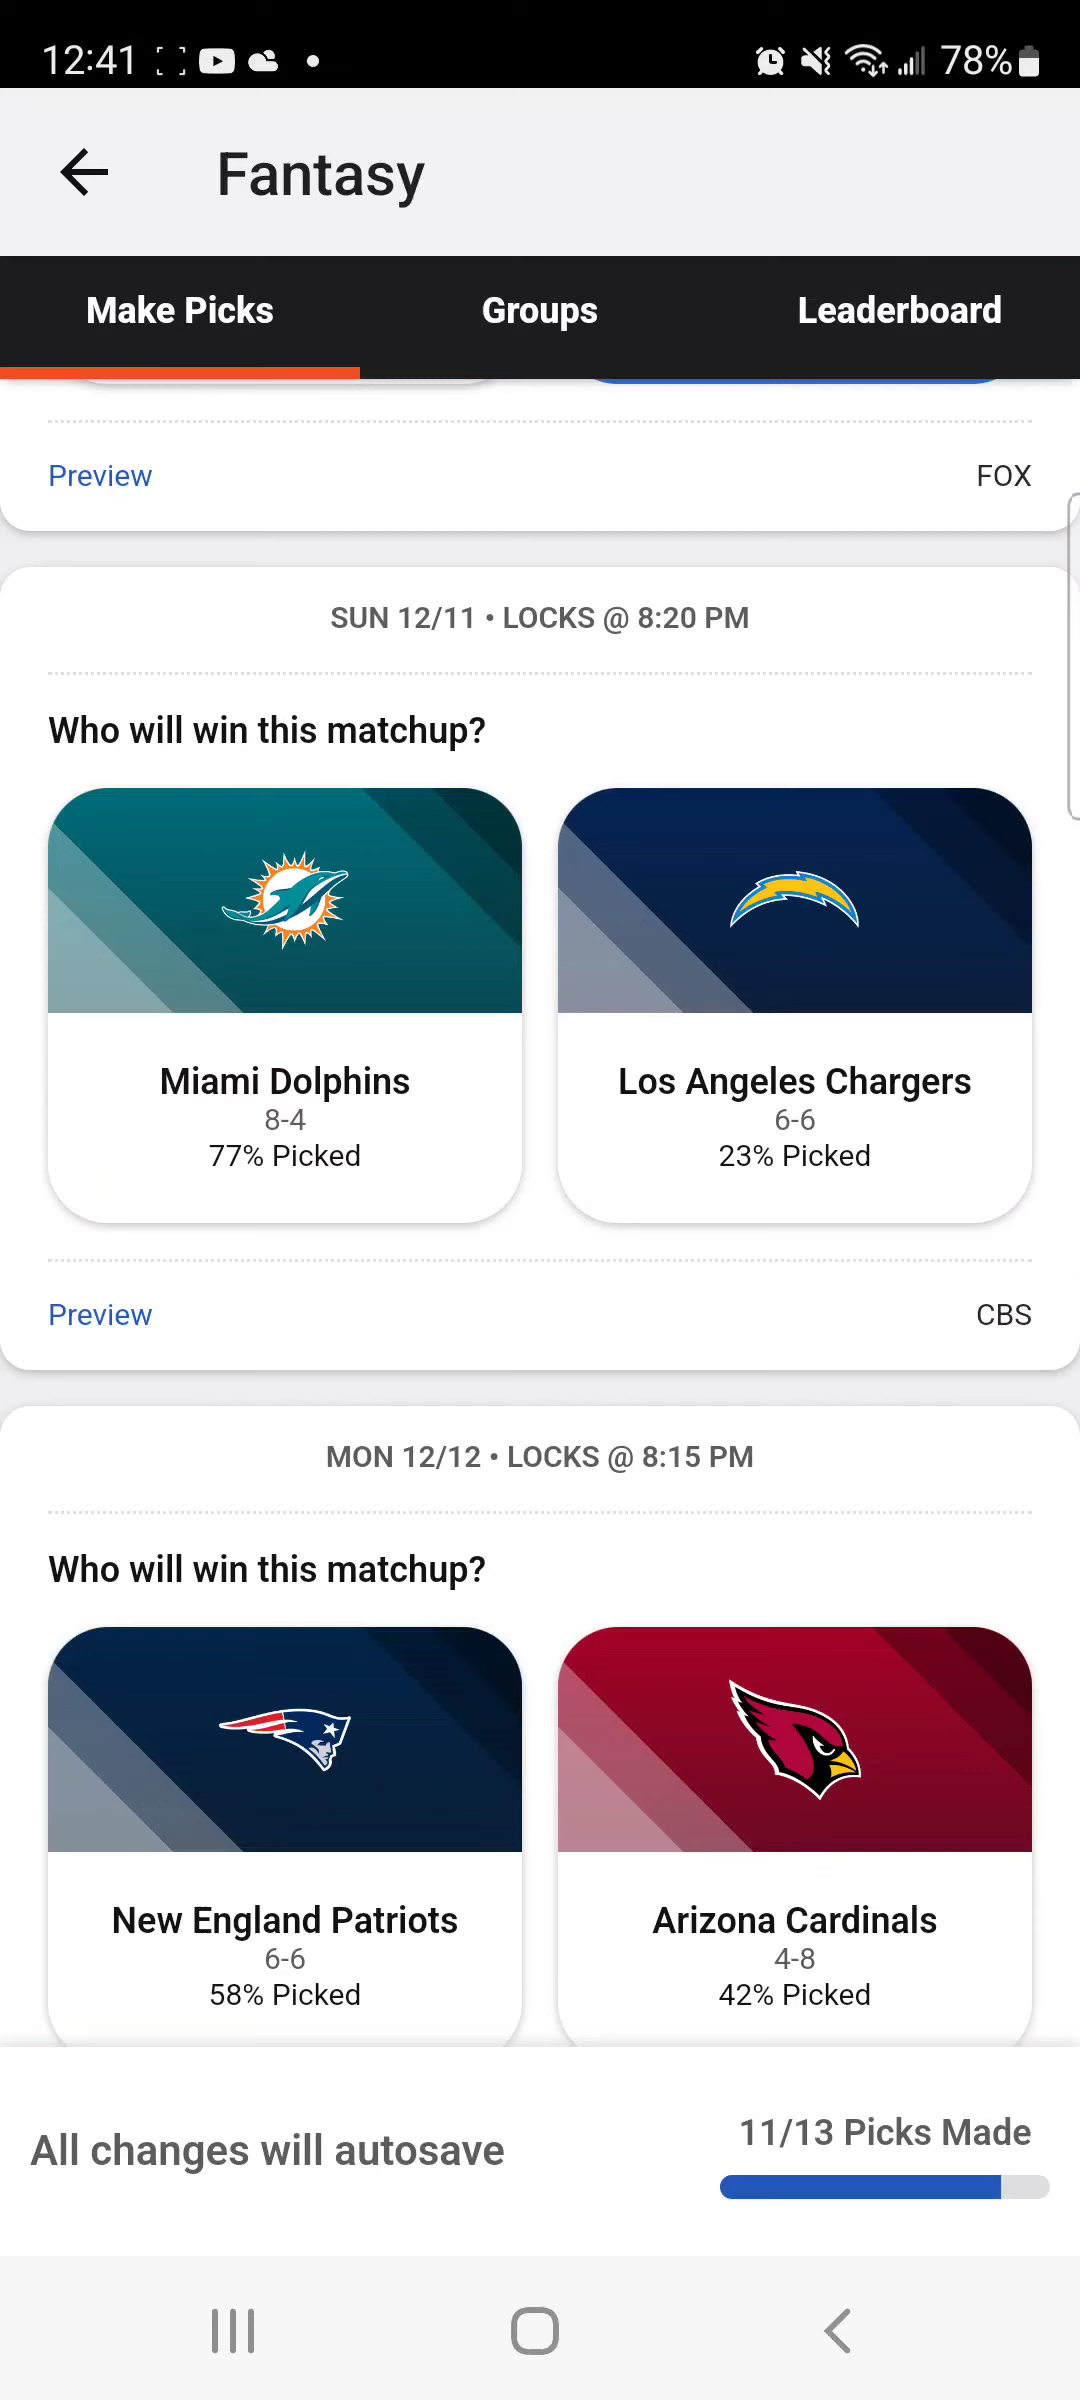 12:41
78%
Fantasy
Make Picks
Groups
Leaderboard
Preview
FOX
SUN 12/11 • LOCKS @ 8:20 PM
Who will win this matchup?
Miami Dolphins
8-4
77% Picked
Los Angeles Chargers
6-6
23% Picked
Preview
CBS
MON 12/12 • LOCKS @ 8:15 PM
Who will win this matchup?
New England Patriots
6-6
58% Picked
Arizona Cardinals
4-8
42% Picked
All changes will autosave
11/13 Picks Made